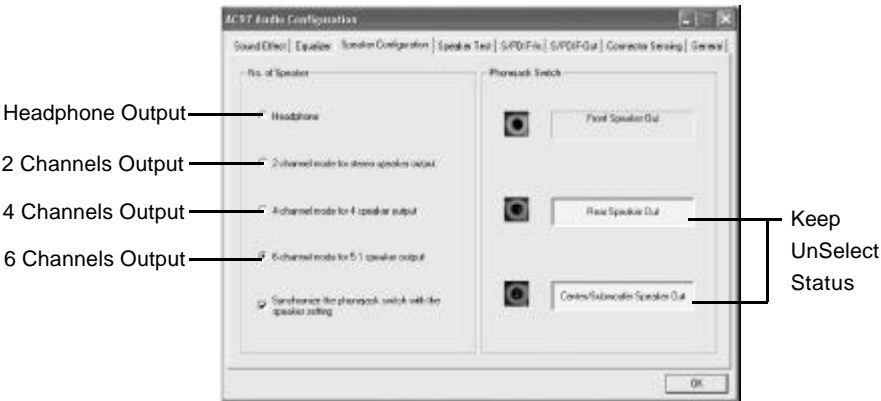 AC97 Audio Configuration
Sound Effect | Equalizer | Speaker Configuration | Speaker Test | S/PDIF-In | S/PDIF-Out | Connector Sensing | General
No. of Speaker
Phonejack Switch
Headphone Output
Headphone
Front Speaker Out
2 Channels Output
2-channel mode for stereo speaker output
4 Channels Output
4-channel mode for 4 speaker output
Rear Speaker Out
Keep
UnSelect
Status
6 Channels Output
6-channel mode for 5.1 speaker output
Synchronize the phonejack switch with the
speaker setting
Center/Subwoofer Speaker Out
OK